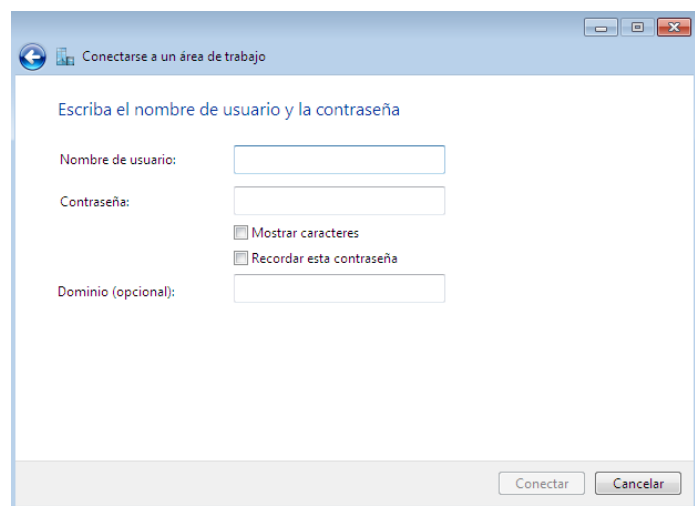 Conectarse a un área de trabajo
Escriba el nombre de usuario y la contraseña
Nombre de usuario:
Contraseña:
Mostrar caracteres
Recordar esta contraseña
Dominio (opcional):
Conectar Cancelar